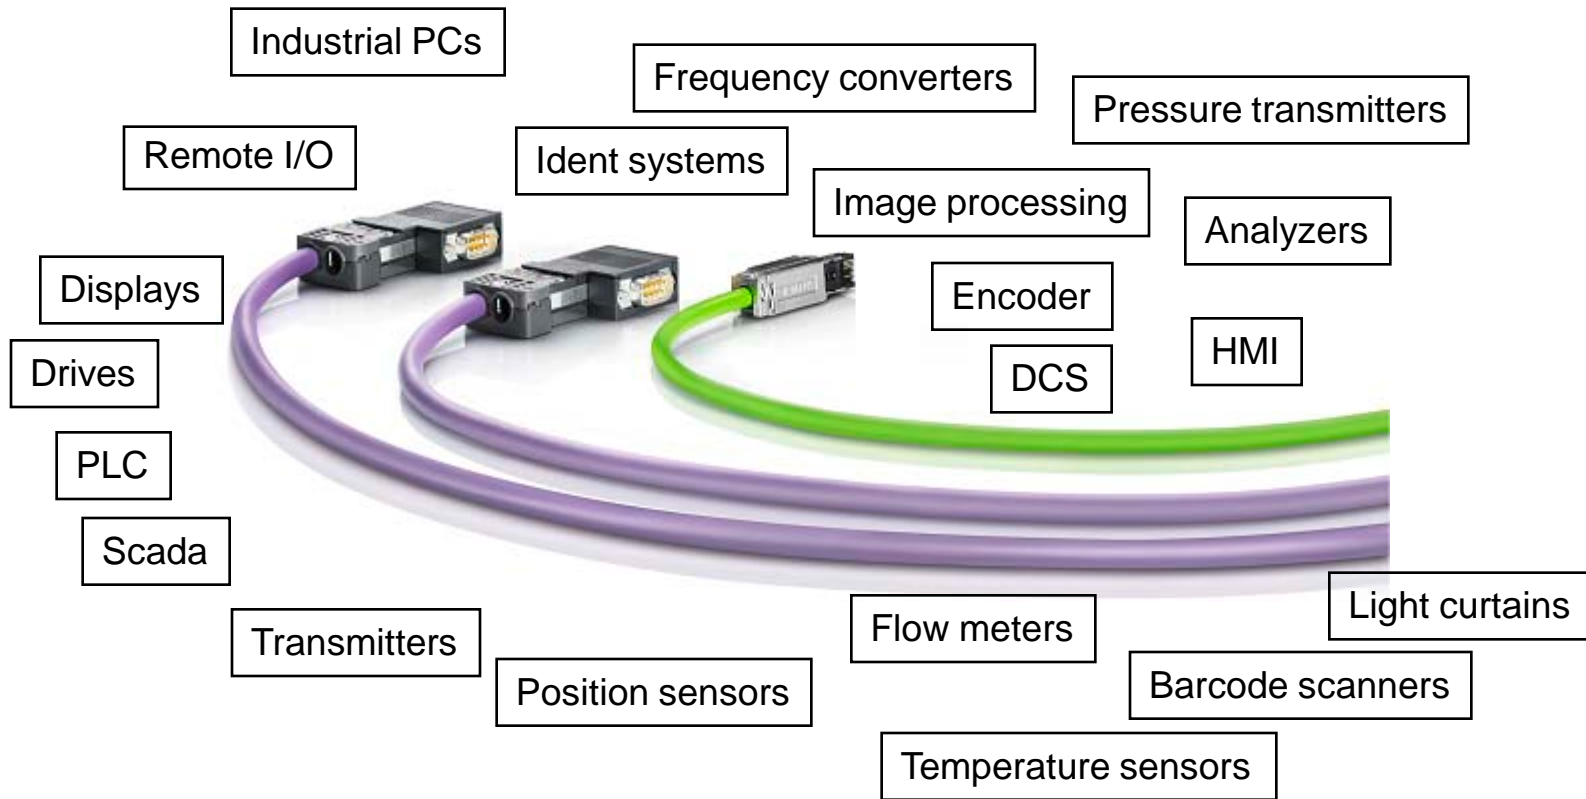 Industrial PCs
Frequency converters
Pressure transmitters
Remote I/O
Ident systems
Image processing
Analyzers
Displays
Encoder
Drives
DCS
HMI
PLC
Scada
Light curtains
Transmitters
Flow meters
Position sensors
Barcode scanners
Temperature sensors